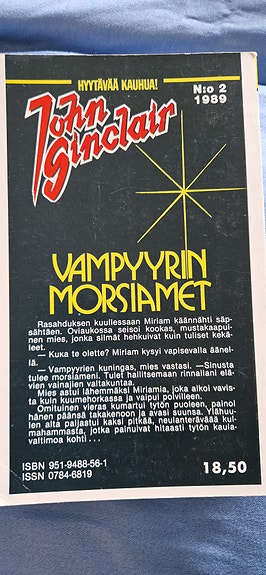 HYYTÄVÄÄ KAUHUA!
John
Sinclair
N:o 2
1989
VAMPYYRIN
MORSIAMET
Rasahduksen kuullessaan Miriam käännähti säp-
sähtäen. Oviaukossa seisoi kookas, mustakaapui-
nen mies, jonka silmät hehkuivat kuin tuliset kekä-
leet.
— Kuka te olette? Miriam kysyi vapisevalla äänel-
lä.
— Vampyyrien kuningas, mies vastasi. —Sinusta
tulee morsiameni. Tulet hallitsemaan rinnallani elä-
vien vainajien valtakuntaa.
Mies astui lähemmäksi Miriamia, joka alkoi vavis-
ta kuin kuumehorkassa ja vaipui polvilleen.
Omituinen vieras kumartui tytön puoleen, painoi
hänen päänsä takakenoon ja avasi suunsa. Ylähuu-
len alta paljastui kaksi pitkää, neulanterävää kul-
mahammasta, jotka painuivat hitaasti tytön kaula-
valtimoa kohti . . .
ISBN 951-9488-56-1
ISSN 0784-6819
18,50